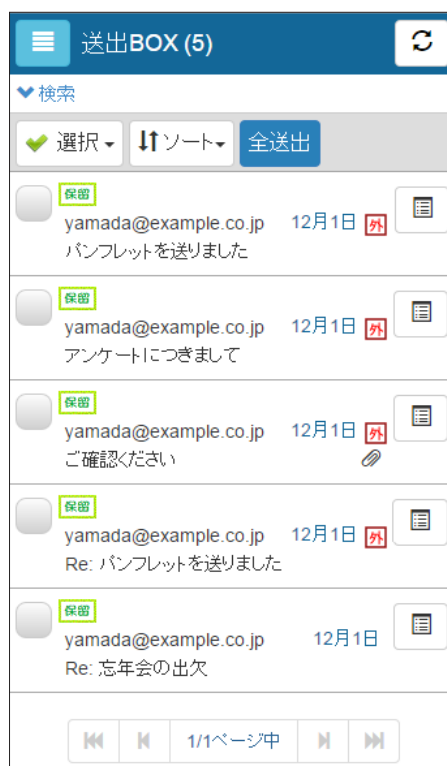 送出BOX (5)
検索
選択 ソート 全送出
保留
yamada@example.co.jp 12月1日 外
パンフレットを送りました
保留
yamada@example.co.jp 12月1日 外
アンケートにつきまして
保留
yamada@example.co.jp 12月1日 外
ご確認ください
保留
yamada@example.co.jp 12月1日 外
Re: パンフレットを送りました
保留
yamada@example.co.jp 12月1日
Re: 忘年会の出欠
1/1ページ中